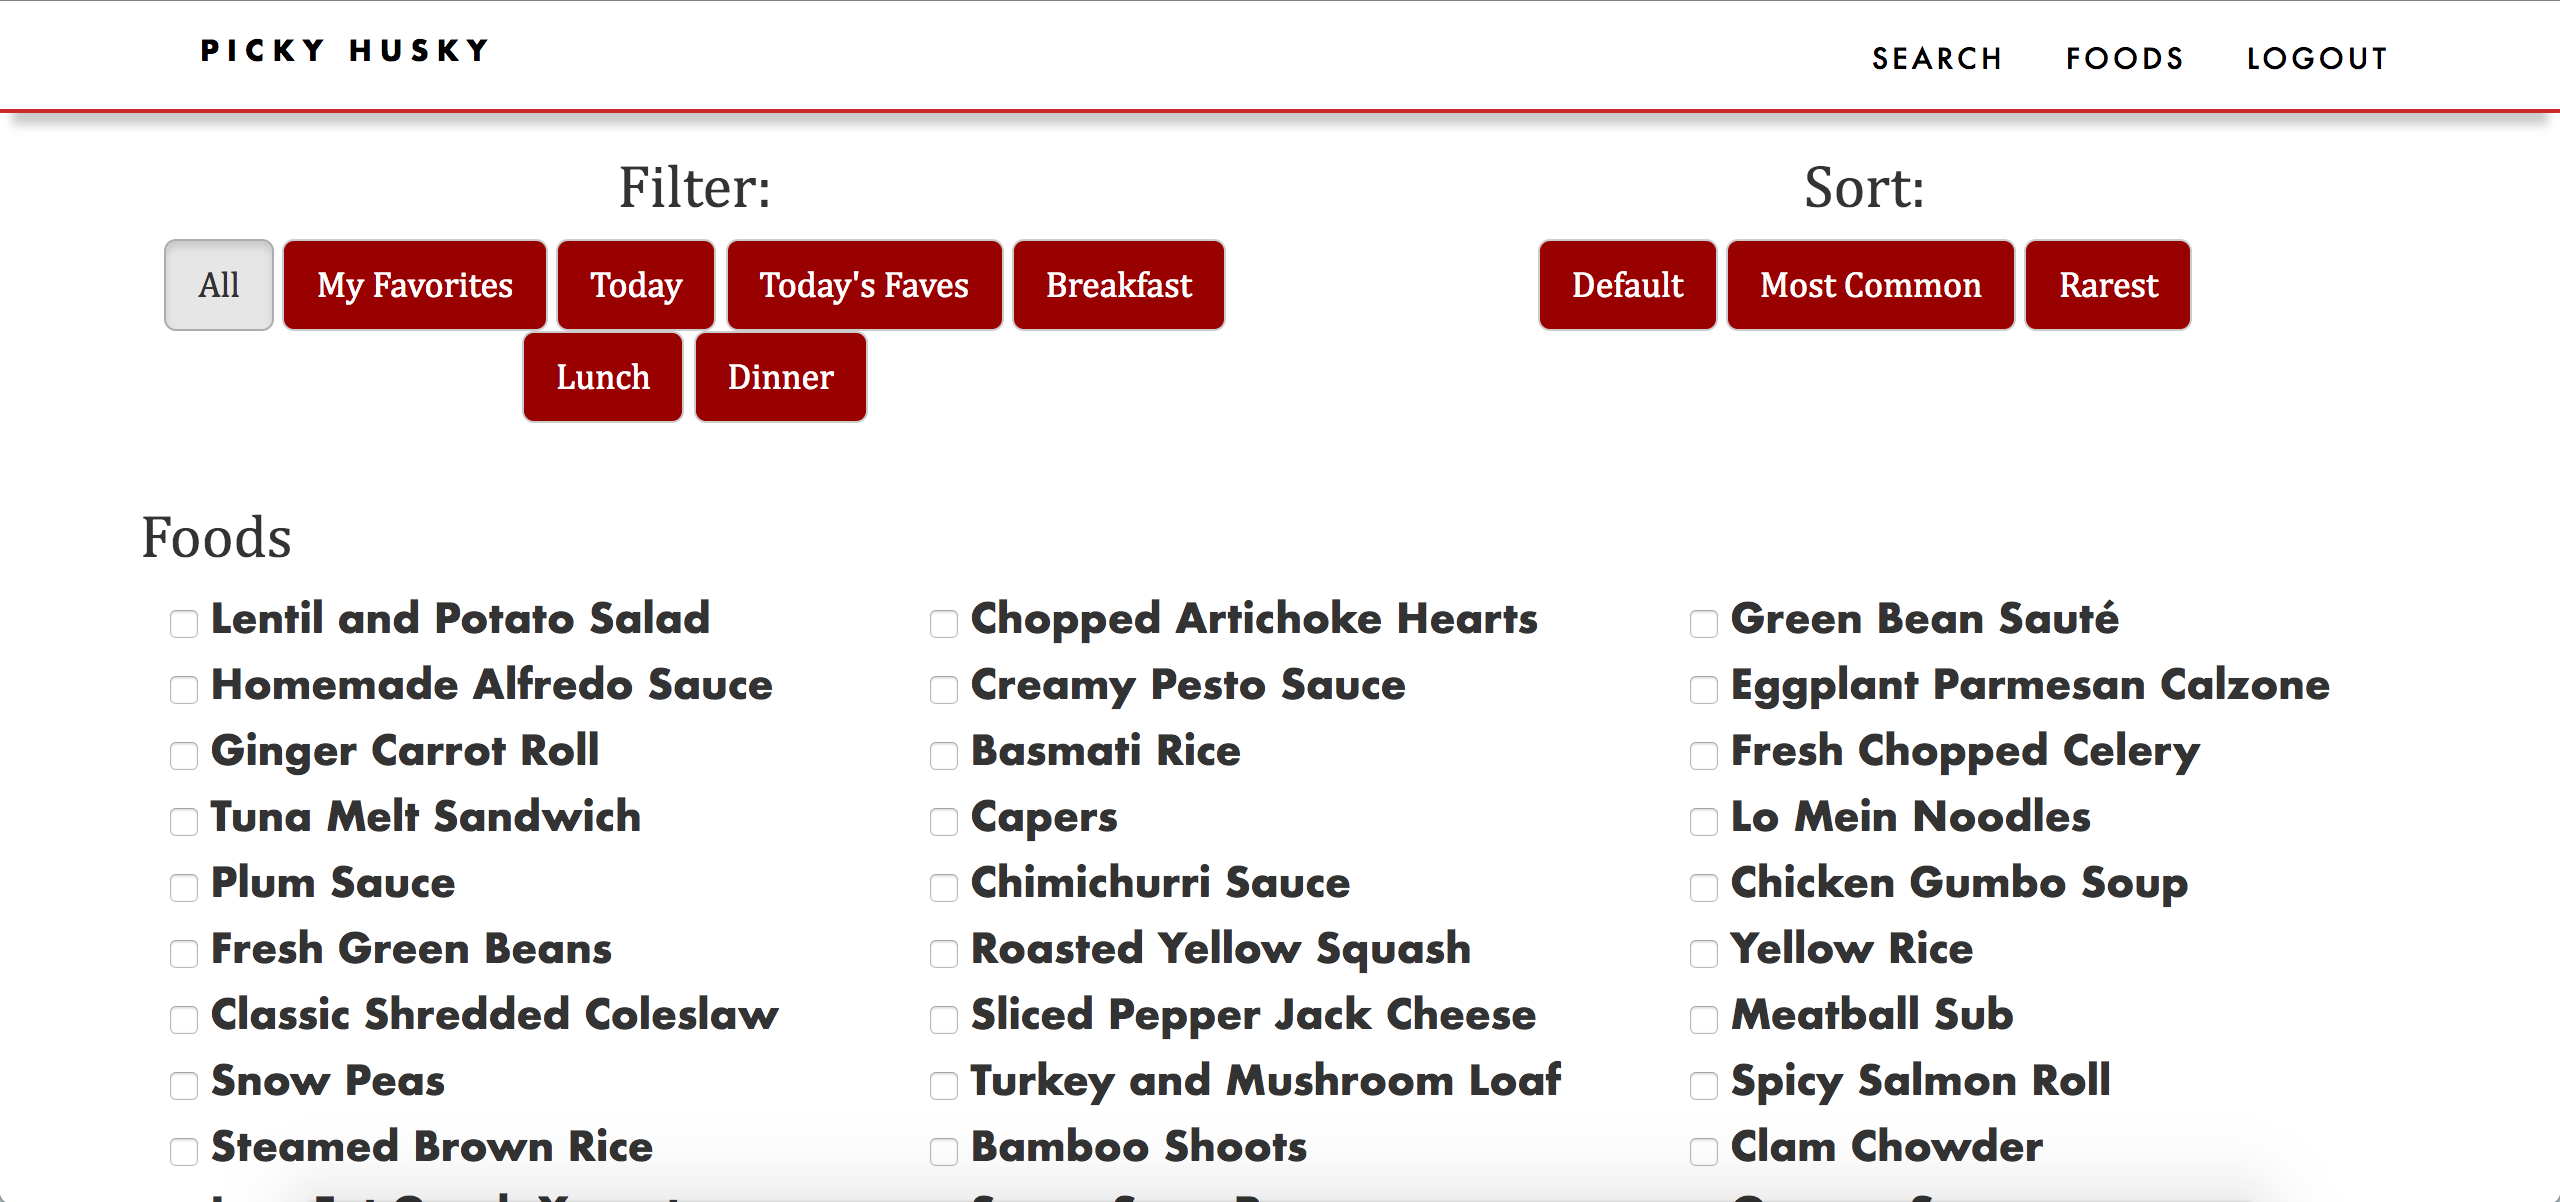 PICKY HUSKY
SEARCH FOODS LOGOUT
Filter:
All My Favorites Today Today's Faves Breakfast
Lunch Dinner
Sort:
Default Most Common Rarest
Foods
Lentil and Potato Salad Chopped Artichoke Hearts Green Bean Sauté
Homemade Alfredo Sauce Creamy Pesto Sauce Eggplant Parmesan Calzone
Ginger Carrot Roll Basmati Rice Fresh Chopped Celery
Tuna Melt Sandwich Capers Lo Mein Noodles
Plum Sauce Chimichurri Sauce Chicken Gumbo Soup
Fresh Green Beans Roasted Yellow Squash Yellow Rice
Classic Shredded Coleslaw Sliced Pepper Jack Cheese Meatball Sub
Snow Peas Turkey and Mushroom Loaf Spicy Salmon Roll
Steamed Brown Rice Bamboo Shoots Clam Chowder